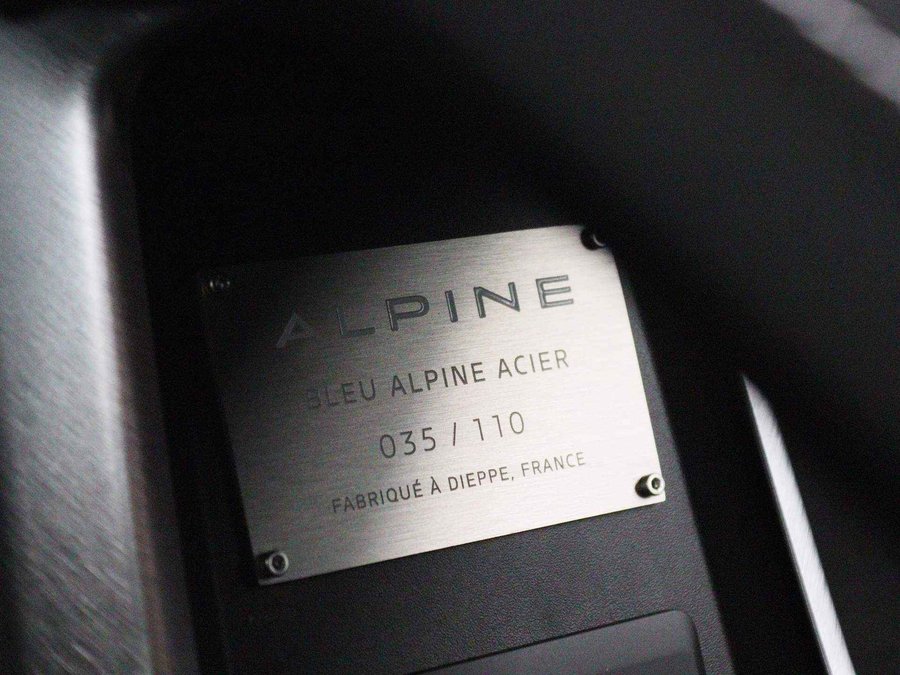 ALPINE
BLEU ALPINE ACIER
035 / 110
FABRIQUÉ À DIEPPE, FRANCE